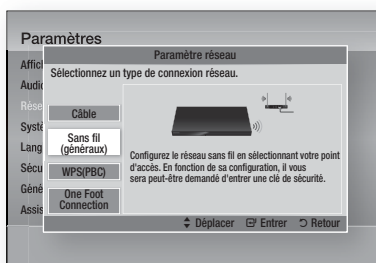 Paramètres
Paramètre réseau
Sélectionnez un type de connexion réseau.
Câble
Sans fil
(généraux)
WPS(PBC)
One Foot
Connection
Configurez le réseau sans fil en sélectionnant votre point
d'accès. En fonction de sa configuration, il vous
sera peut-être demandé d'entrer une clé de sécurité.
Déplacer Entrer Retour